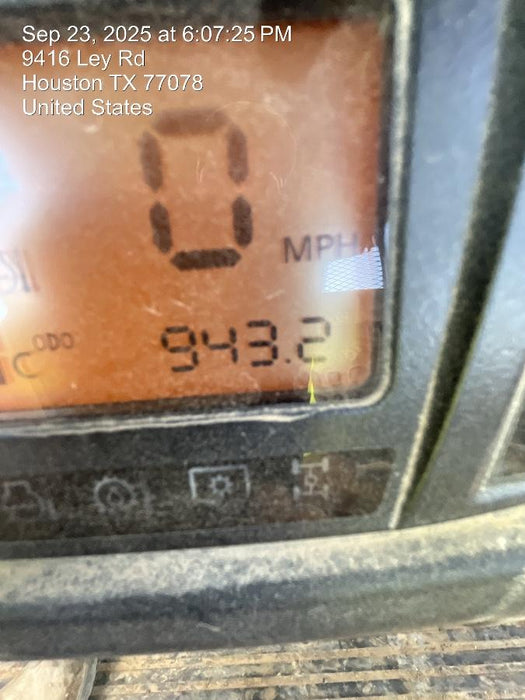 Sep 23, 2025 at 6:07:25 PM
9416 Ley Rd
Houston TX 77078
United States
0
MPH
ODO
943.2